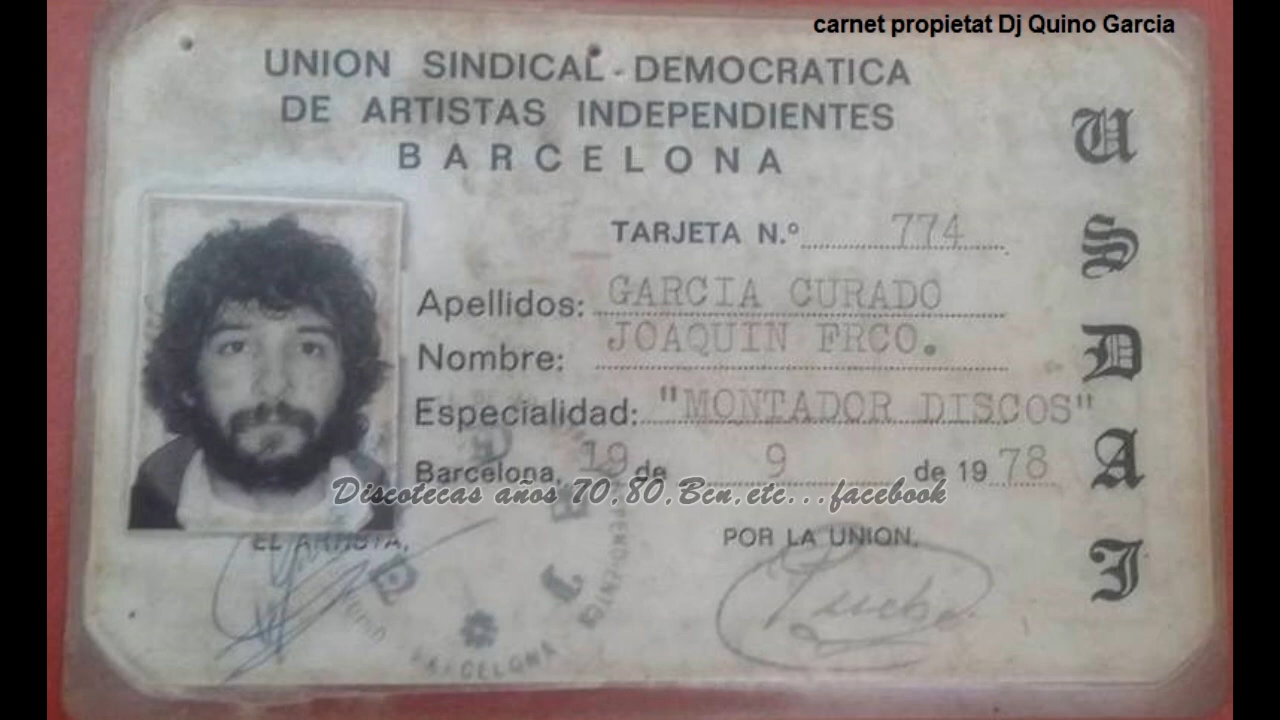 carnet propietat Dj Quino Garcia
UNION SINDICAL-DEMOCRATICA
DE ARTISTAS INDEPENDIENTES
BARCELONA
TARJETA N.º 774
Apellidos: GARCIA CURADO
Nombre: JOAQUIN FRCO.
Especialidad: "MONTADOR DISCOS"
Barcelona, 19 de 9 de 1978
Discotecas años 70,80,Bcn,etc...facebook
EL ARTISTA,
POR LA UNION,
BARCELONA
INDEPENDIENTES
U
S
D
A
I